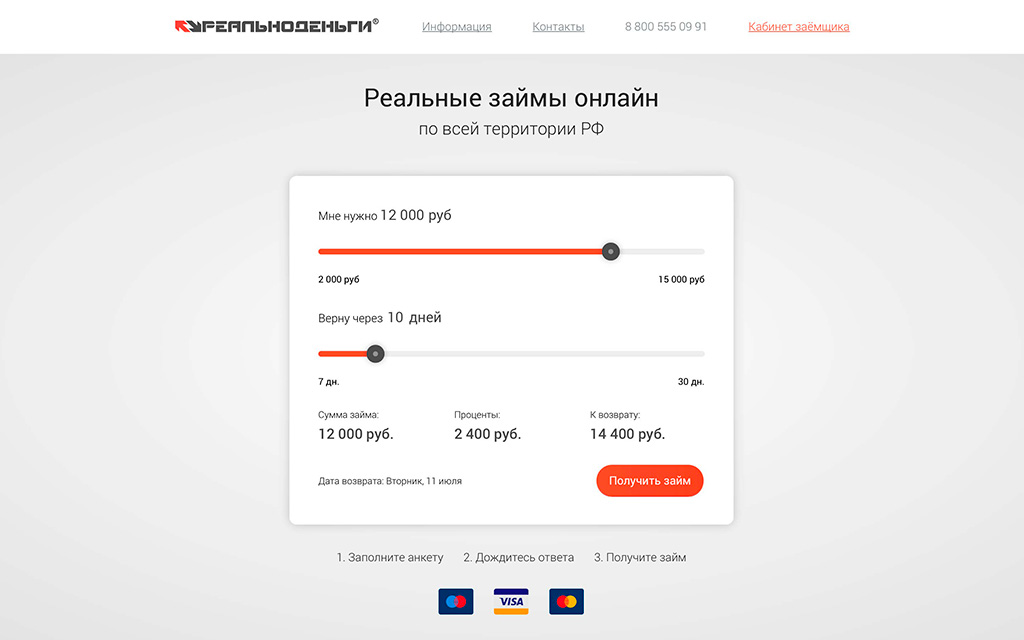 РЕАЛЬНОДЕНЬГИ®
Информация Контакты 8 800 555 09 91 Кабинет заёмщика
Реальные займы онлайн
по всей территории РФ
Мне нужно 12 000 руб
2 000 руб 15 000 руб
Верну через 10 дней
7 дн. 30 дн.
Сумма займа: Проценты: К возврату:
12 000 руб. 2 400 руб. 14 400 руб.
Дата возврата: Вторник, 11 июля Получить займ
1. Заполните анкету 2. Дождитесь ответа 3. Получите займ
VISA